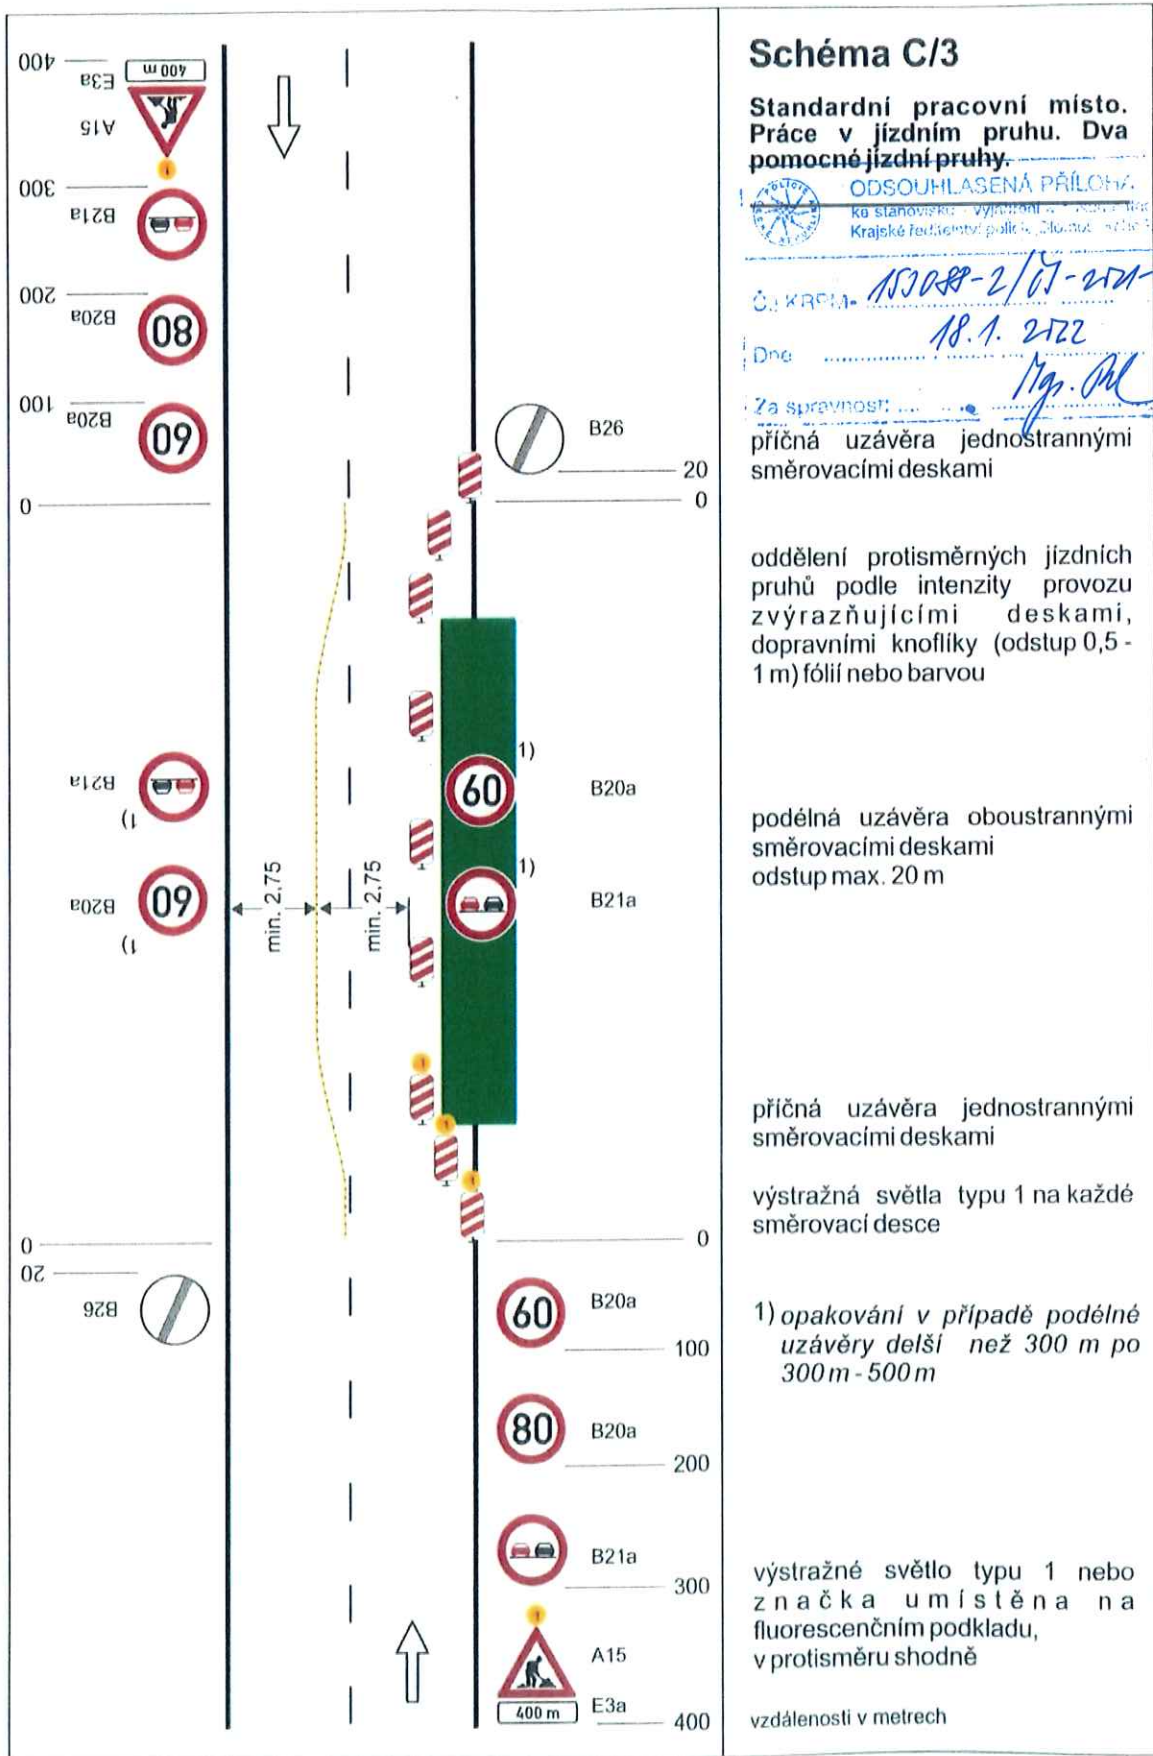 Schéma C/3
Standardní pracovní místo.
Práce v jízdním pruhu. Dva
pomocné jízdní pruhy.
ODSOUHLASENÁ PŘÍLOHA
ke stanovisku
Krajské ředitelství policie
Č.j. KRPM- 153088-2/ČJ-2021-
Dne 18.1.2022
Za správnost: Mgr.
400
E3a 400 m
A15
300
B21a
200
B20a 80
100
B20a 60
0
B26
20
0
příčná uzávěra jednostrannými
směrovacími deskami
oddělení protisměrných jízdních
pruhů podle intenzity provozu
zvýrazňujícími deskami,
dopravními knoflíky (odstup 0,5 -
1 m) fólií nebo barvou
B21a
1)
B20a 60
1)
min. 2,75
min. 2,75
1)
60 B20a
1)
B21a
podélná uzávěra oboustrannými
směrovacími deskami
odstup max. 20 m
příčná uzávěra jednostrannými
směrovacími deskami
výstražná světla typu 1 na každé
směrovací desce
0
20
B26
0
60 B20a
100
80 B20a
200
B21a
300
A15
400 m E3a
400
1) opakování v případě podélné
uzávěry delší než 300 m po
300 m - 500 m
výstražné světlo typu 1 nebo
značka umístěna na
fluorescenčním podkladu,
v protisměru shodně
vzdálenosti v metrech